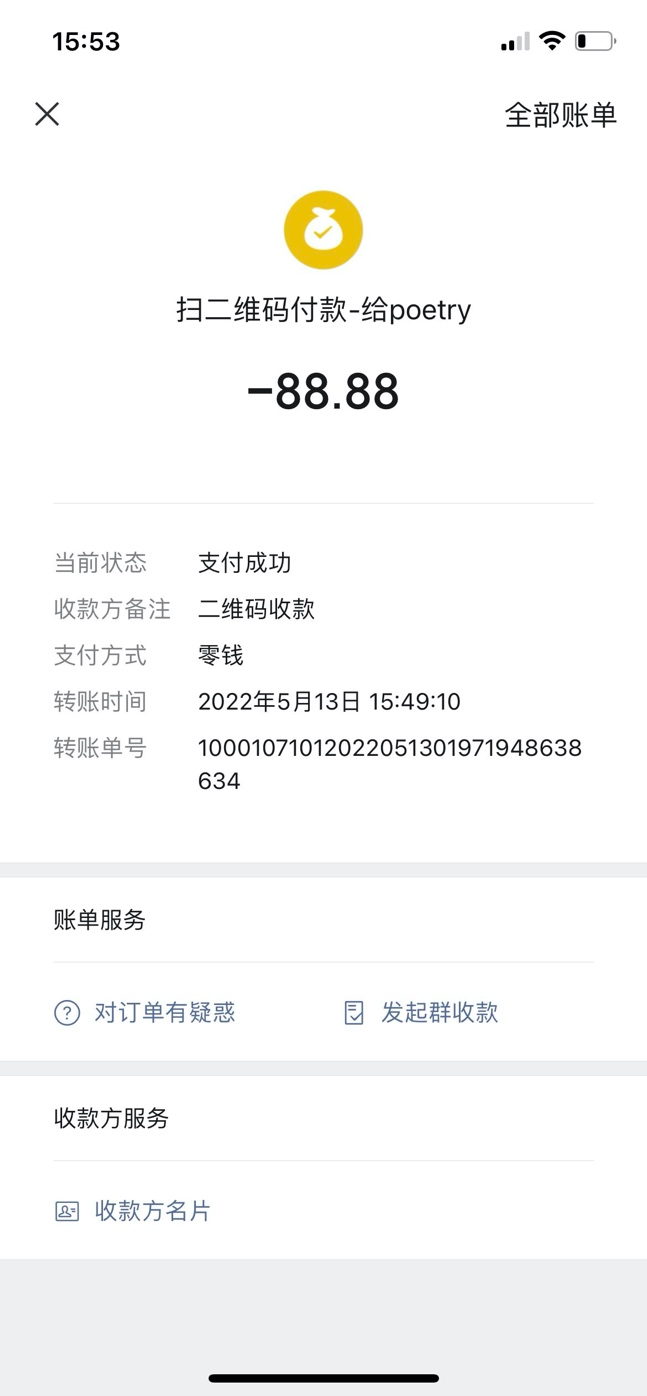 15:53
全部账单
扫二维码付款-给poetry
-88.88
当前状态 支付成功
收款方备注 二维码收款
支付方式 零钱
转账时间 2022年5月13日 15:49:10
转账单号 1000107101202205130197194863​8
634
账单服务
对订单有疑惑 发起群收款
收款方服务
收款方名片